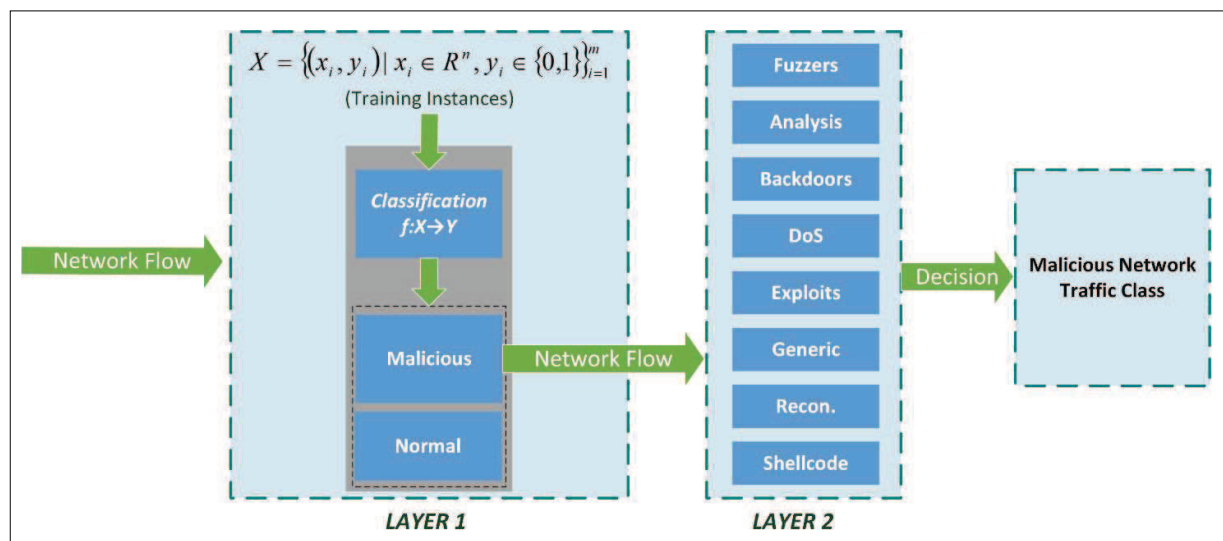 X = {(x_i, y_i) | x_i ∈ R^n, y_i ∈ {0,1}}_{i=1}^m
(Training Instances)
Classification
f:X→Y
Network Flow
Malicious
Normal
LAYER 1
Network Flow
Fuzzers
Analysis
Backdoors
DoS
Exploits
Generic
Recon.
Shellcode
LAYER 2
Decision
Malicious Network
Traffic Class